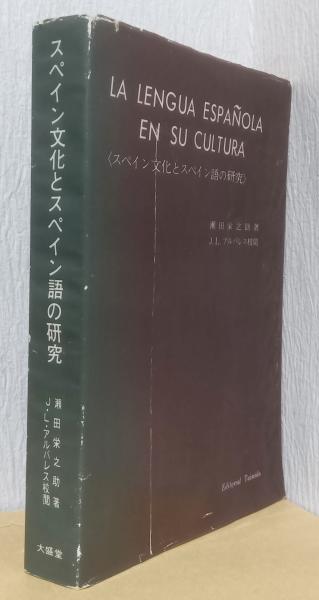 スペイン文化とスペイン語の研究
瀬田栄之助著
J・L・アルバレス校閲
大盛堂
LA LENGUA ESPAÑOLA
EN SU CULTURA
〈スペイン文化とスペイン語の研究〉
瀬田栄之助著
J.L.アルバレス校閲
Editorial Taiseido